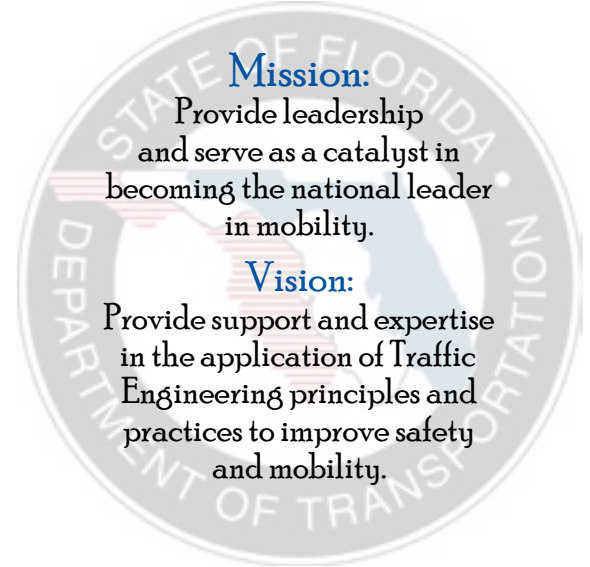 STATE OF FLORIDA
Mission:
Provide leadership
and serve as a catalyst in
becoming the national leader
in mobility.
Vision:
Provide support and expertise
in the application of Traffic
Engineering principles and
practices to improve safety
and mobility.
DEPARTMENT OF TRANSPORTATION